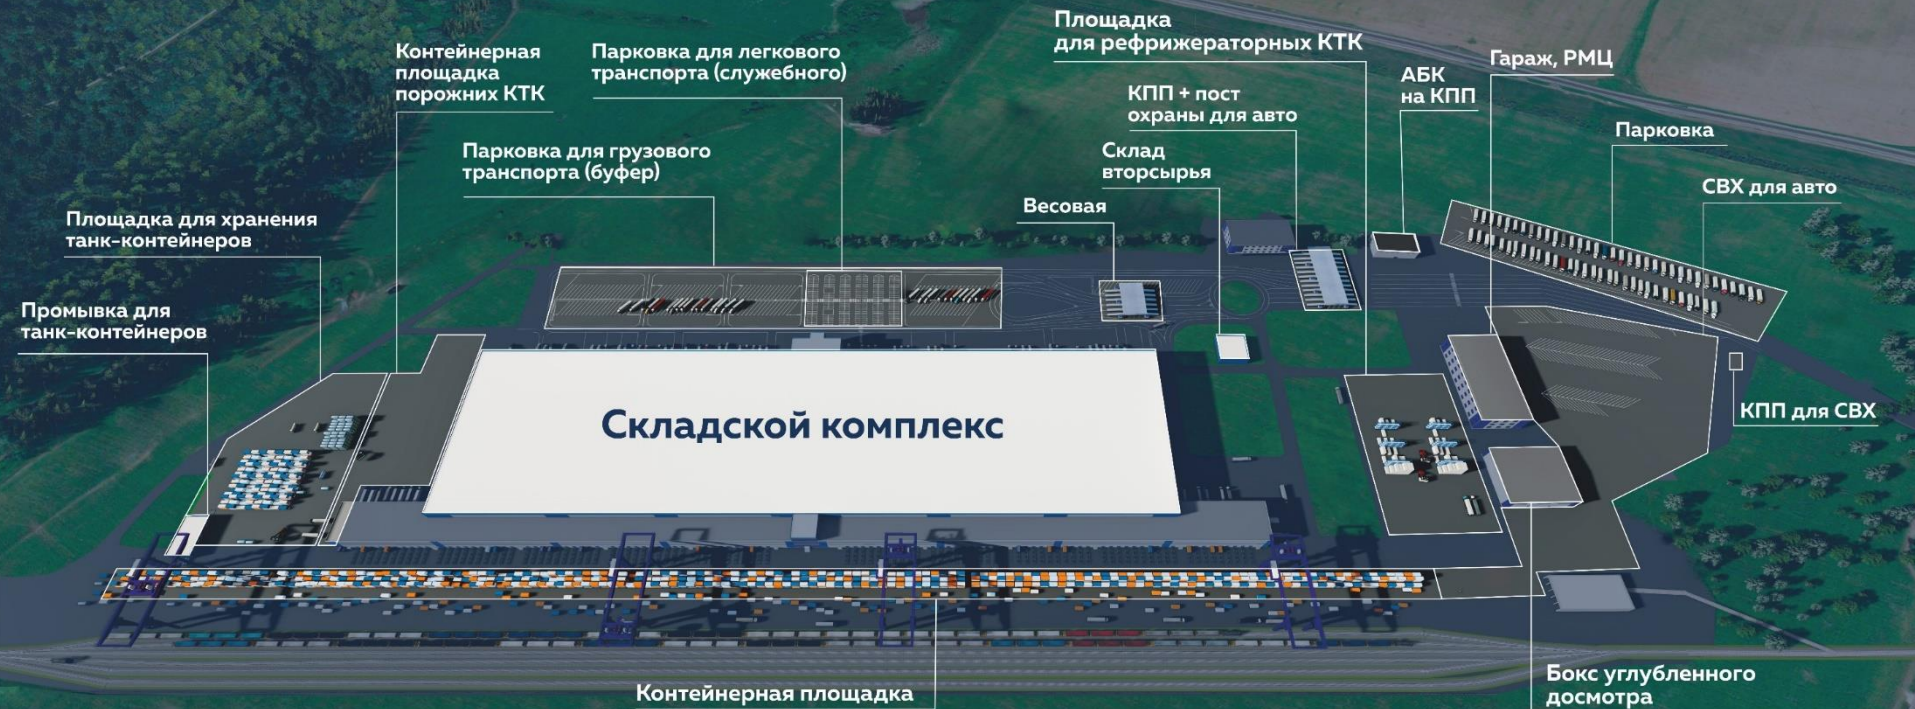 Площадка
для рефрижераторных КТК
Контейнерная
площадка
порожних КТК
Парковка для легкового
транспорта (служебного)
Гараж, РМЦ
АБК
на КПП
КПП + пост
охраны для авто
Парковка
Парковка для грузового
транспорта (буфер)
Склад
вторсырья
СВХ для авто
Весовая
Площадка для хранения
танк-контейнеров
Промывка для
танк-контейнеров
Складской комплекс
КПП для СВХ
Контейнерная площадка
Бокс углубленного
досмотра